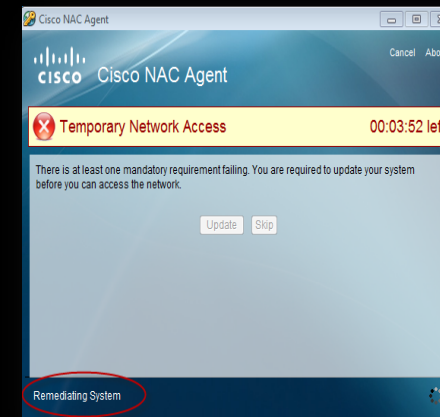 Cisco NAC Agent
Cancel
CISCO Cisco NAC Agent
Temporary Network Access 00:03:52
There is at least one mandatory requirement failing. You are required to update your system
before you can access the network.
Update Skip
Remediating System